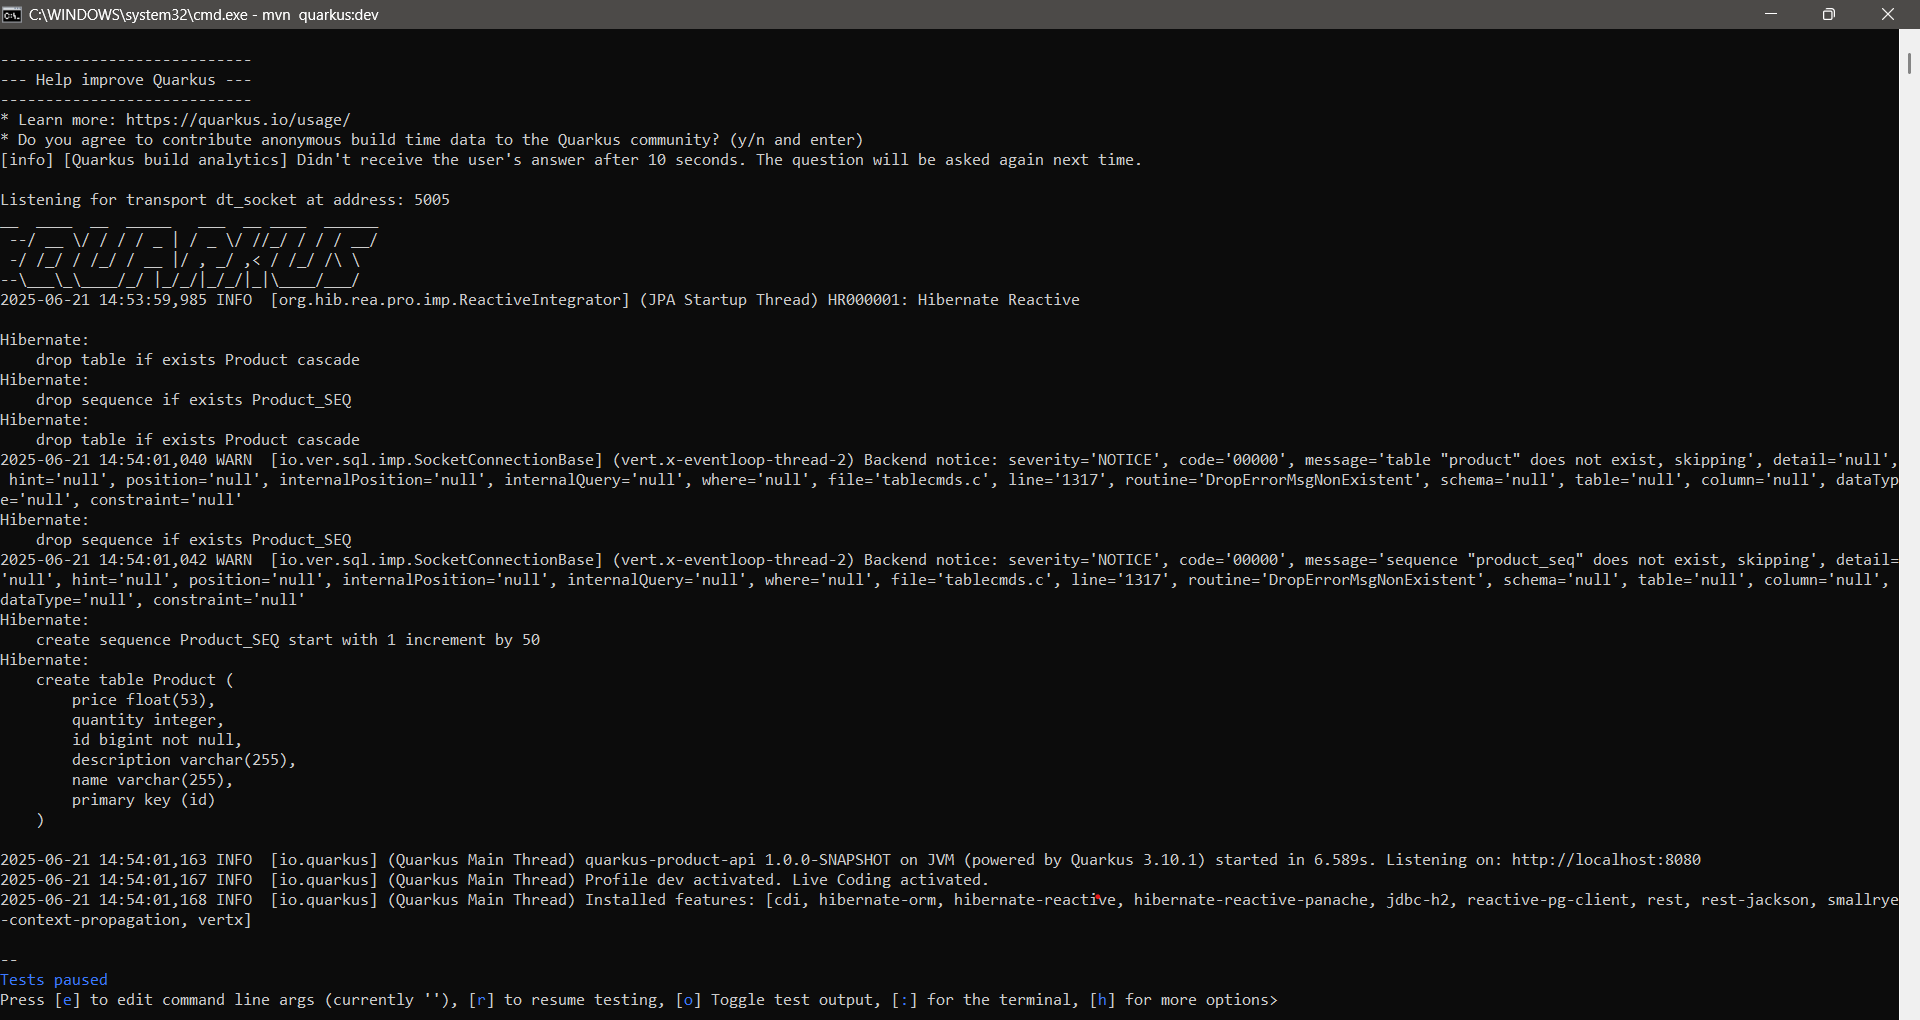 C:\WINDOWS\system32\cmd.exe - mvn  quarkus:dev
----------------------------
--- Help improve Quarkus ---
----------------------------
* Learn more: https://quarkus.io/usage/
* Do you agree to contribute anonymous build time data to the Quarkus community? (y/n and enter)
[info] [Quarkus build analytics] Didn't receive the user's answer after 10 seconds. The question will be asked again next time.
Listening for transport dt_socket at address: 5005
__  ____  __  _____   ___  __ ____  ______
 --/ __ \/ / / / _ | / _ \/ //_/ / / / __/
 -/ /_/ / /_/ / __ |/ , _/ ,< / /_/ /\ \
--\___\_\____/_/ |_/_/|_/_/|_|\____/___/
2025-06-21 14:53:59,985 INFO  [org.hib.rea.pro.imp.ReactiveIntegrator] (JPA Startup Thread) HR000001: Hibernate Reactive
Hibernate:
    drop table if exists Product cascade
Hibernate:
    drop sequence if exists Product_SEQ
Hibernate:
    drop table if exists Product cascade
2025-06-21 14:54:01,040 WARN  [io.ver.sql.imp.SocketConnectionBase] (vert.x-eventloop-thread-2) Backend notice: severity='NOTICE', code='00000', message='table "product" does not exist, skipping', detail='null',
 hint='null', position='null', internalPosition='null', internalQuery='null', where='null', file='tablecmds.c', line='1317', routine='DropErrorMsgNonExistent', schema='null', table='null', column='null', dataTyp
e='null', constraint='null'
Hibernate:
    drop sequence if exists Product_SEQ
2025-06-21 14:54:01,042 WARN  [io.ver.sql.imp.SocketConnectionBase] (vert.x-eventloop-thread-2) Backend notice: severity='NOTICE', code='00000', message='sequence "product_seq" does not exist, skipping', detail=
'null', hint='null', position='null', internalPosition='null', internalQuery='null', where='null', file='tablecmds.c', line='1317', routine='DropErrorMsgNonExistent', schema='null', table='null', column='null',
dataType='null', constraint='null'
Hibernate:
    create sequence Product_SEQ start with 1 increment by 50
Hibernate:
    create table Product (
        price float(53),
        quantity integer,
        id bigint not null,
        description varchar(255),
        name varchar(255),
        primary key (id)
    )
2025-06-21 14:54:01,163 INFO  [io.quarkus] (Quarkus Main Thread) quarkus-product-api 1.0.0-SNAPSHOT on JVM (powered by Quarkus 3.10.1) started in 6.589s. Listening on: http://localhost:8080
2025-06-21 14:54:01,167 INFO  [io.quarkus] (Quarkus Main Thread) Profile dev activated. Live Coding activated.
2025-06-21 14:54:01,168 INFO  [io.quarkus] (Quarkus Main Thread) Installed features: [cdi, hibernate-orm, hibernate-reactive, hibernate-reactive-panache, jdbc-h2, reactive-pg-client, rest, rest-jackson, smallrye
-context-propagation, vertx]
--
Tests paused
Press [e] to edit command line args (currently ''), [r] to resume testing, [o] Toggle test output, [:] for the terminal, [h] for more options>